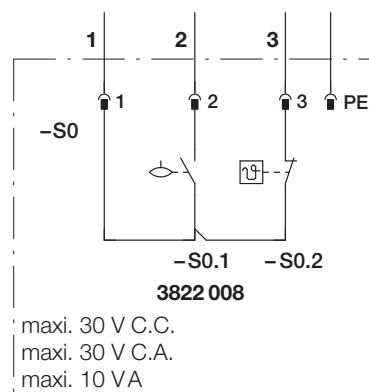 1 2 3
1 2 3 PE
–S0
ϑ
–S0.1 –S0.2
3822 008
maxi. 30 V C.C.
maxi. 30 V C.A.
maxi. 10 VA